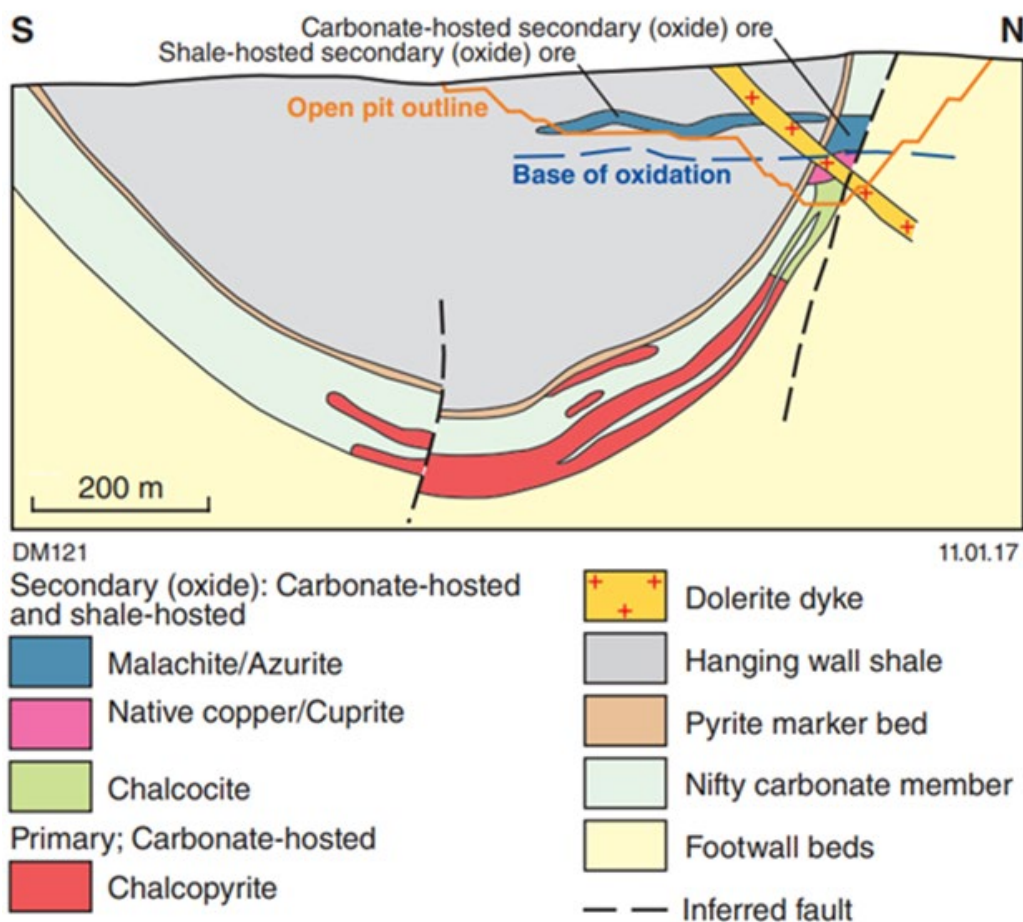 S
N
Carbonate-hosted secondary (oxide) ore
Shale-hosted secondary (oxide) ore
Open pit outline
Base of oxidation
200 m
DM121
11.01.17
Secondary (oxide): Carbonate-hosted
and shale-hosted
Malachite/Azurite
Native copper/Cuprite
Chalcocite
Primary; Carbonate-hosted
Chalcopyrite
Dolerite dyke
Hanging wall shale
Pyrite marker bed
Nifty carbonate member
Footwall beds
Inferred fault